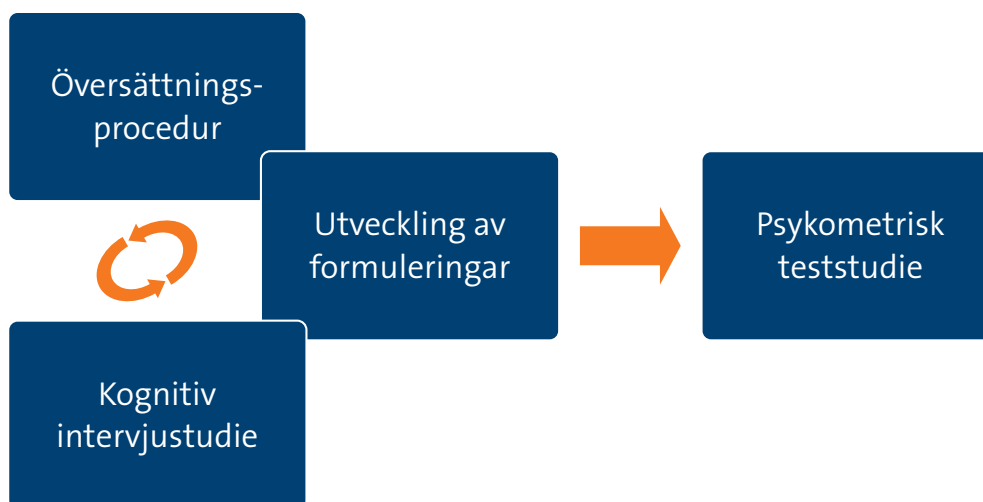 Översättnings-
procedur
Utveckling av
formuleringar
Psykometrisk
teststudie
Kognitiv
intervjustudie